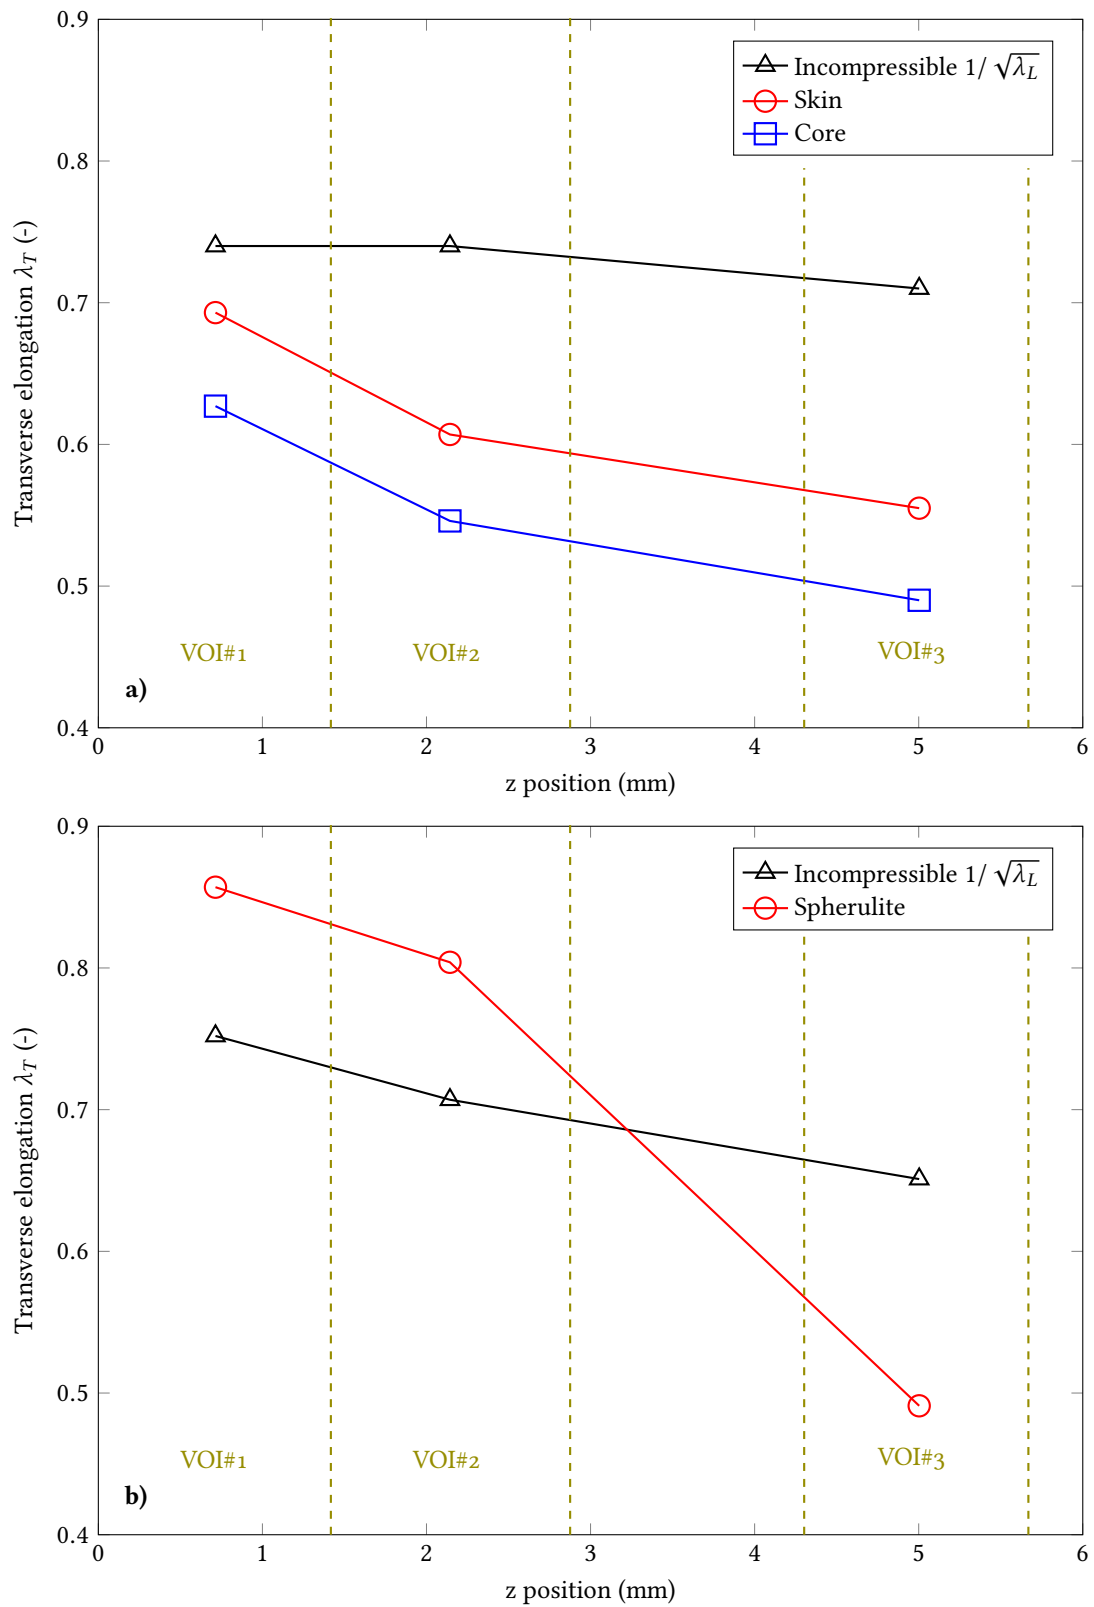 0.9
0.8
0.7
0.6
0.5
0.4
Transverse elongation λ_T (-)
Incompressible 1/ √λ_L
Skin
Core
VOI#1 VOI#2 VOI#3
a)
0 1 2 3 4 5 6
z position (mm)
0.9
0.8
0.7
0.6
0.5
0.4
Transverse elongation λ_T (-)
Incompressible 1/ √λ_L
Spherulite
VOI#1 VOI#2 VOI#3
b)
0 1 2 3 4 5 6
z position (mm)